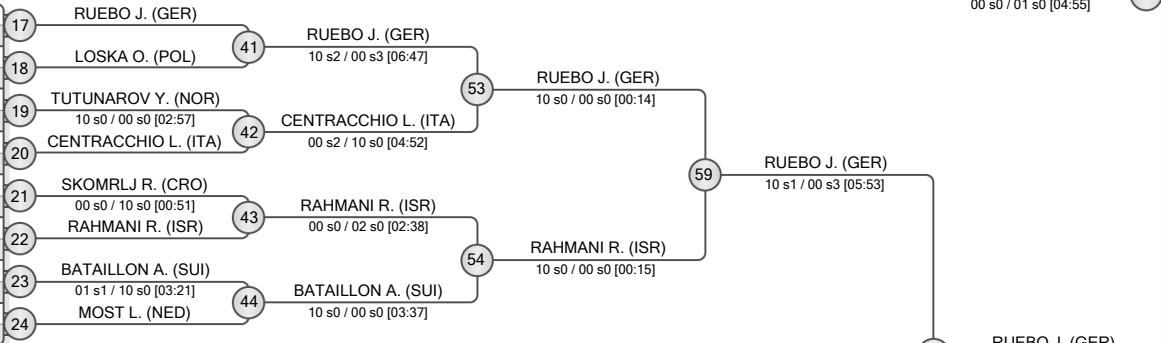 00 s0 / 01 s0 [04:55]
17
RUEBO J. (GER)
18
LOSKA O. (POL)
41
RUEBO J. (GER)
10 s2 / 00 s3 [06:47]
19
TUTUNAROV Y. (NOR)
10 s0 / 00 s0 [02:57]
20
CENTRACCHIO L. (ITA)
42
CENTRACCHIO L. (ITA)
00 s2 / 10 s0 [04:52]
53
RUEBO J. (GER)
10 s0 / 00 s0 [00:14]
21
SKOMRLJ R. (CRO)
00 s0 / 10 s0 [00:51]
22
RAHMANI R. (ISR)
43
RAHMANI R. (ISR)
00 s0 / 02 s0 [02:38]
23
BATAILLON A. (SUI)
01 s1 / 10 s0 [03:21]
24
MOST L. (NED)
44
BATAILLON A. (SUI)
10 s0 / 00 s0 [03:37]
54
RAHMANI R. (ISR)
10 s0 / 00 s0 [00:15]
59
RUEBO J. (GER)
10 s1 / 00 s3 [05:53]
RUEBO J. (GER)